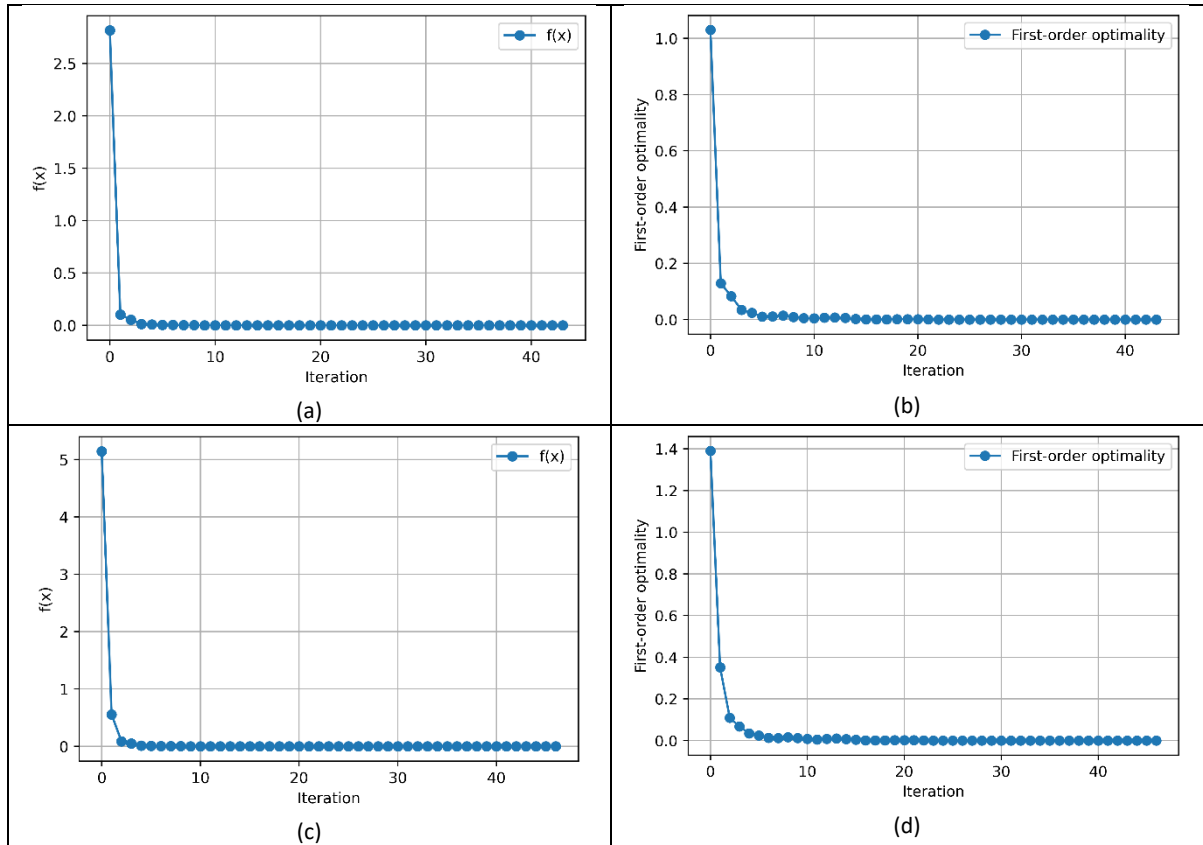 f(x)
2.5
2.0
1.5
1.0
0.5
0.0
f(x)
0 10 20 30 40
Iteration
(a)
First-order optimality
1.0
0.8
0.6
0.4
0.2
0.0
First-order optimality
0 10 20 30 40
Iteration
(b)
f(x)
5
4
3
2
1
0
f(x)
0 10 20 30 40
Iteration
(c)
First-order optimality
1.4
1.2
1.0
0.8
0.6
0.4
0.2
0.0
First-order optimality
0 10 20 30 40
Iteration
(d)